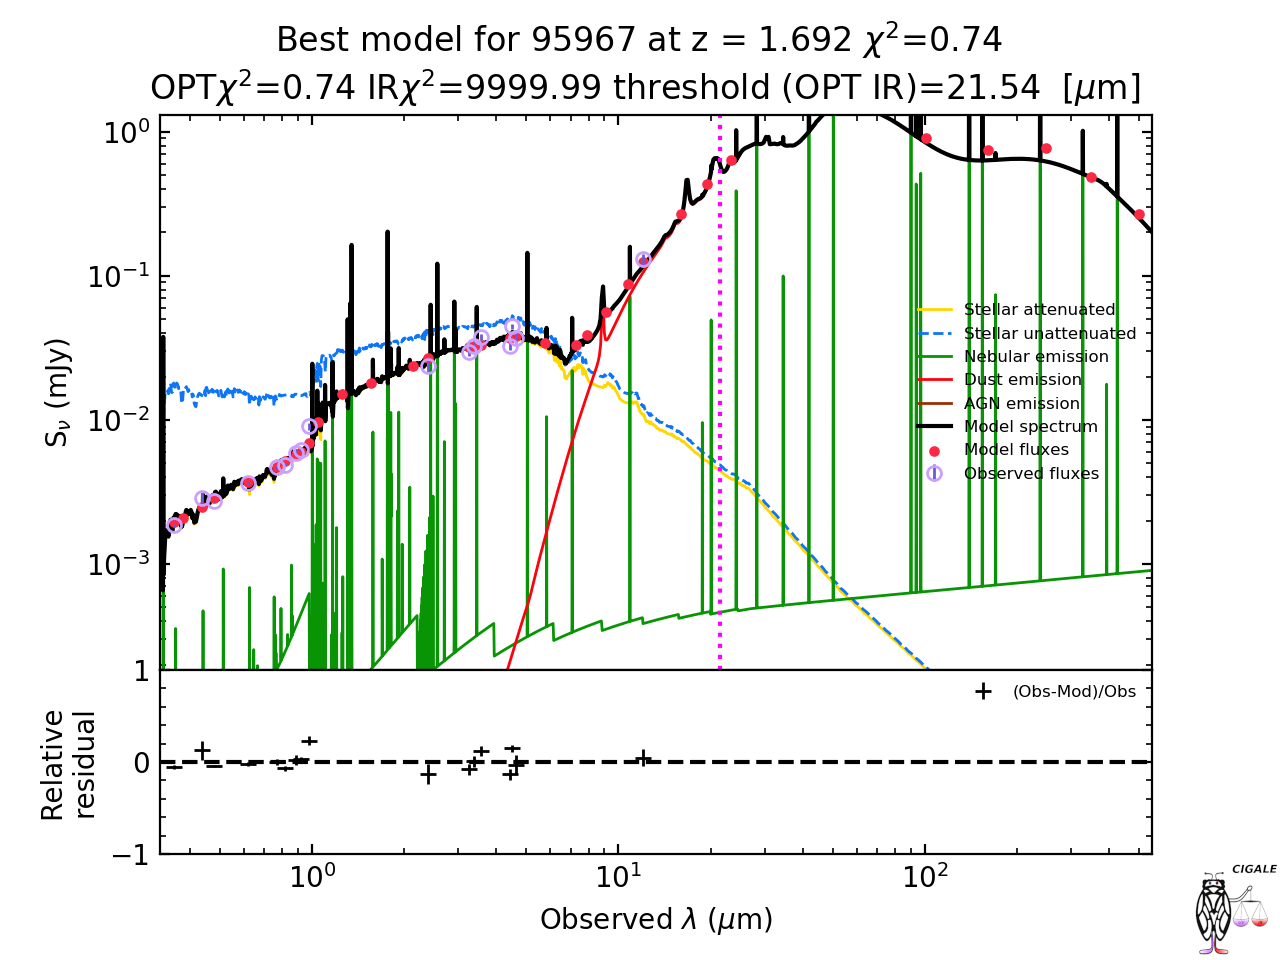 Best model for 95967 at z = 1.692 χ²=0.74
OPTχ²=0.74 IRχ²=9999.99 threshold (OPT IR)=21.54 [μm]
10⁰
10⁻¹
10⁻²
10⁻³
Sν (mJy)
Stellar attenuated
Stellar unattenuated
Nebular emission
Dust emission
AGN emission
Model spectrum
Model fluxes
Observed fluxes
1
0
−1
Relative
residual
(Obs-Mod)/Obs
10⁰ 10¹ 10²
Observed λ (μm)
CIGALE